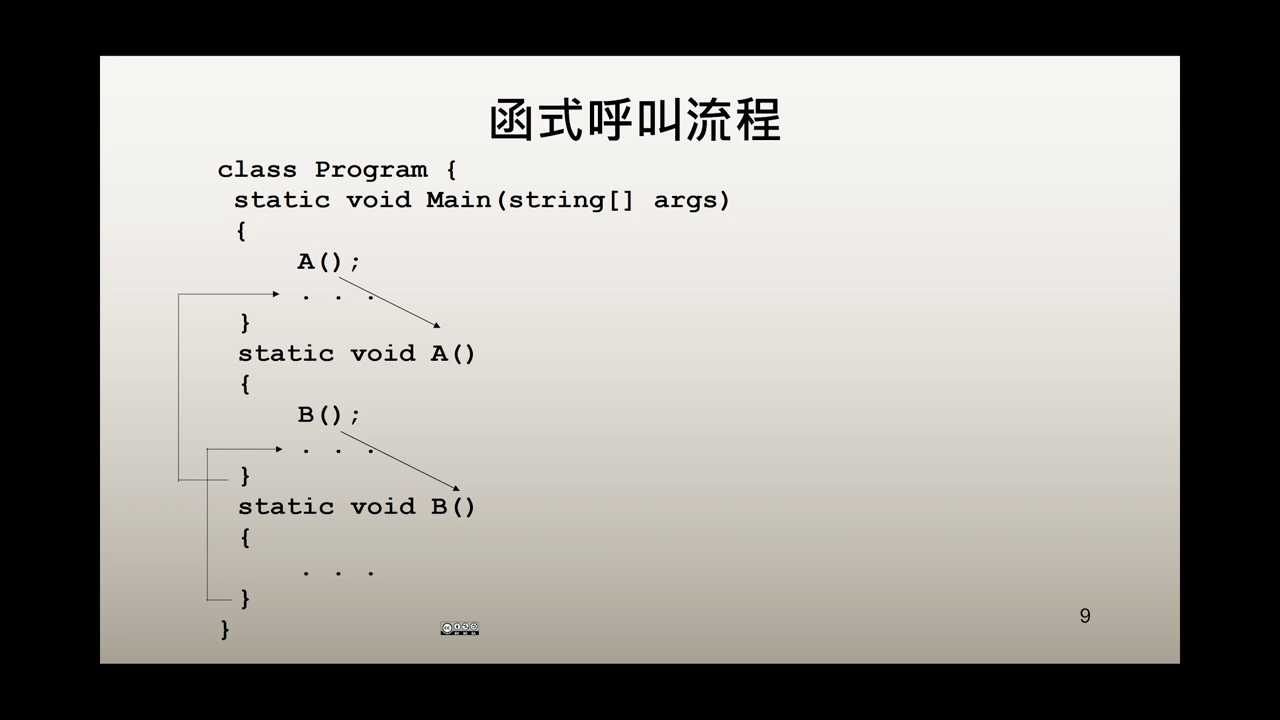 函式呼叫流程
class Program {
static void Main(string[] args)
{
A();
. . .
}
static void A()
{
B();
. . .
}
static void B()
{
. . .
}
}
9